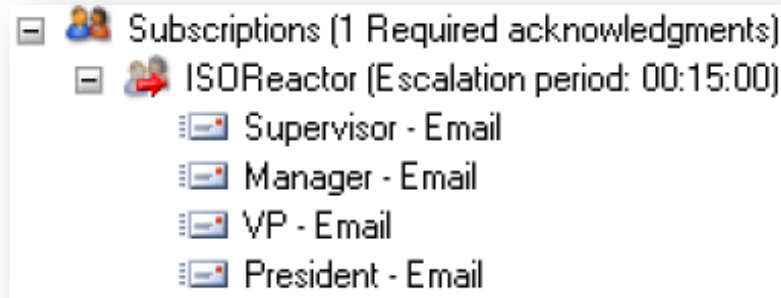 Subscriptions (1 Required acknowledgments)
ISOReactor (Escalation period: 00:15:00)
Supervisor - Email
Manager - Email
VP - Email
President - Email